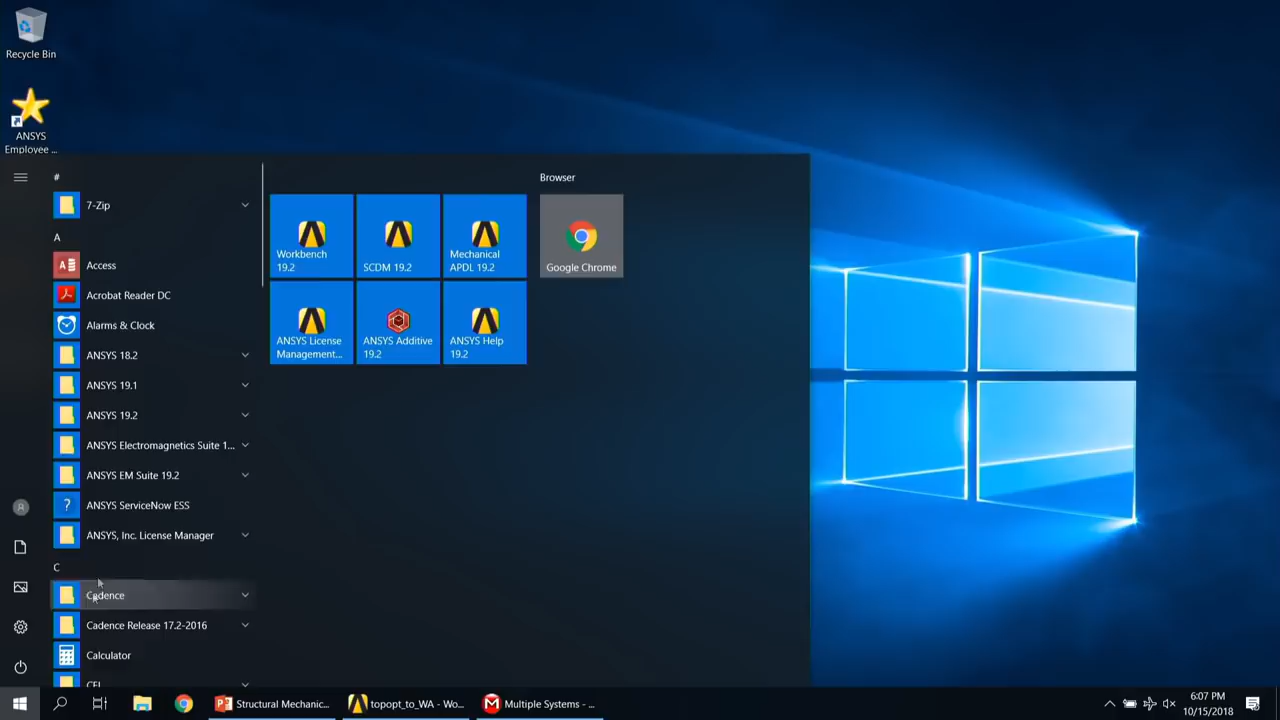 Recycle Bin
ANSYS
Employee ...
#
7-Zip
A
Access
Acrobat Reader DC
Alarms & Clock
ANSYS 18.2
ANSYS 19.1
ANSYS 19.2
ANSYS Electromagnetics Suite 1...
ANSYS EM Suite 19.2
ANSYS ServiceNow ESS
ANSYS, Inc. License Manager
C
Cadence
Cadence Release 17.2-2016
Calculator
Browser
Workbench
19.2
SCDM 19.2
Mechanical
APDL 19.2
Google Chrome
ANSYS License
Management...
ANSYS Additive
19.2
ANSYS Help
19.2
Structural Mechanic...
topopt_to_WA - Wo...
Multiple Systems - ...
6:07 PM
10/15/2018